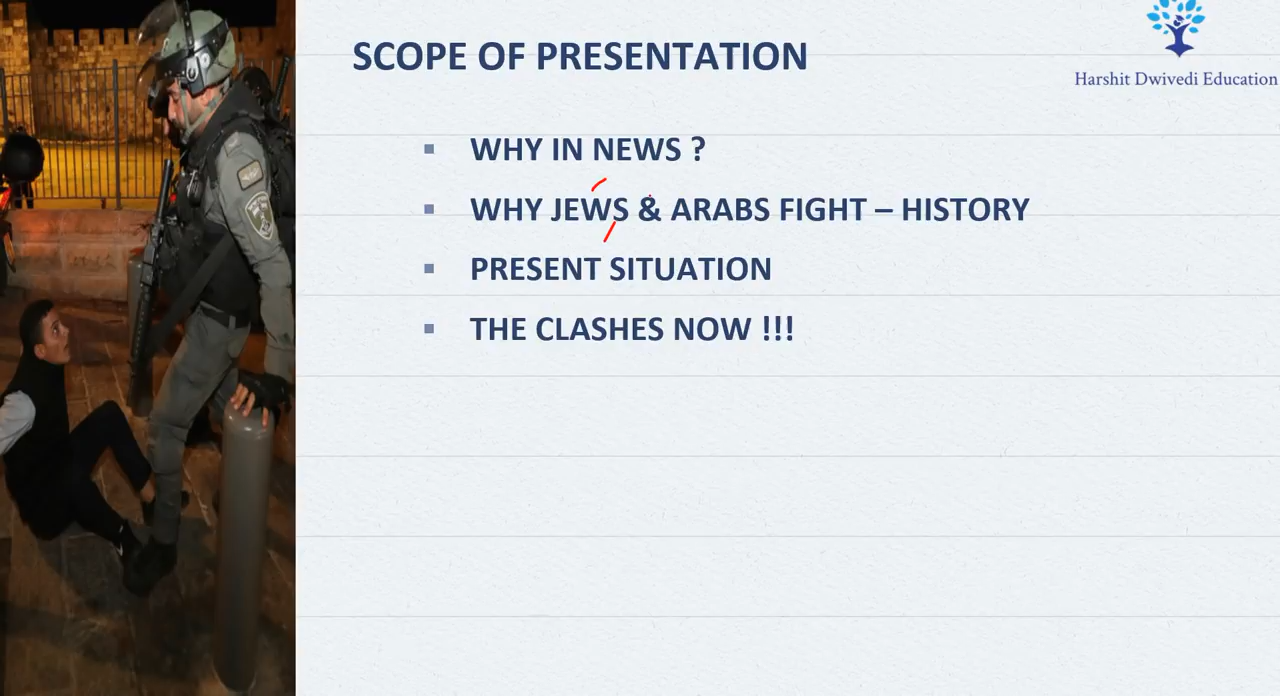 SCOPE OF PRESENTATION
Harshit Dwivedi Education
WHY IN NEWS ?
WHY JEWS & ARABS FIGHT – HISTORY
PRESENT SITUATION
THE CLASHES NOW !!!